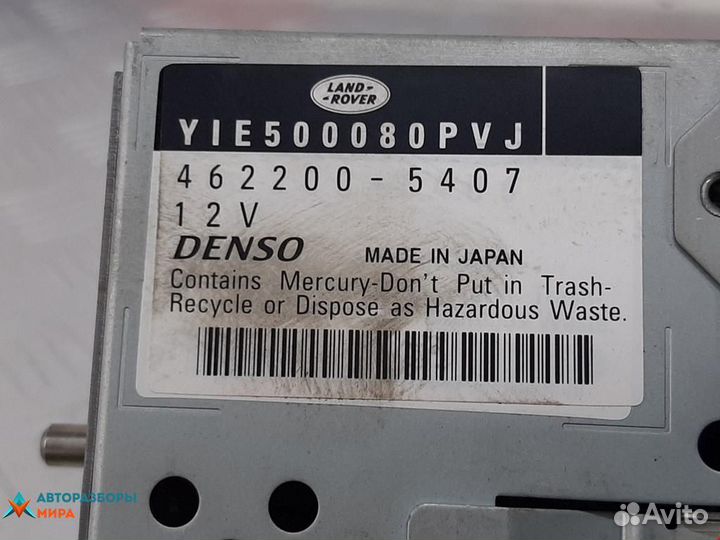 LAND-
-ROVER
YIE500080PVJ
462200-5407
12V
DENSO MADE IN JAPAN
Contains Mercury-Don't Put in Trash-
Recycle or Dispose as Hazardous Waste.
АВТОРАЗБОРЫ
МИРА
Avito